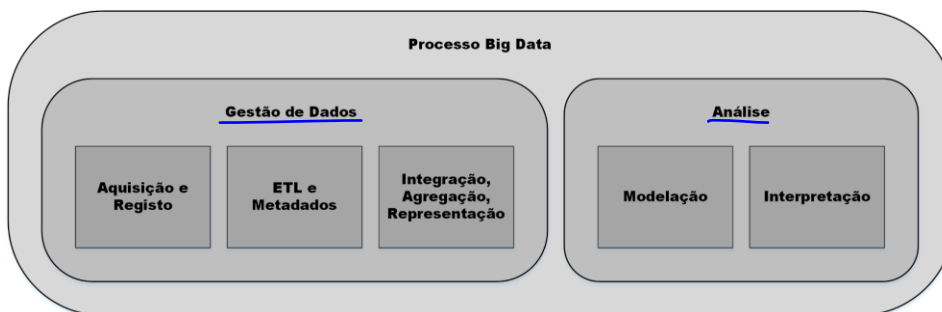 Processo Big Data
Gestão de Dados
Análise
Aquisição e
Registo
ETL e
Metadados
Integração,
Agregação,
Representação
Modelação
Interpretação